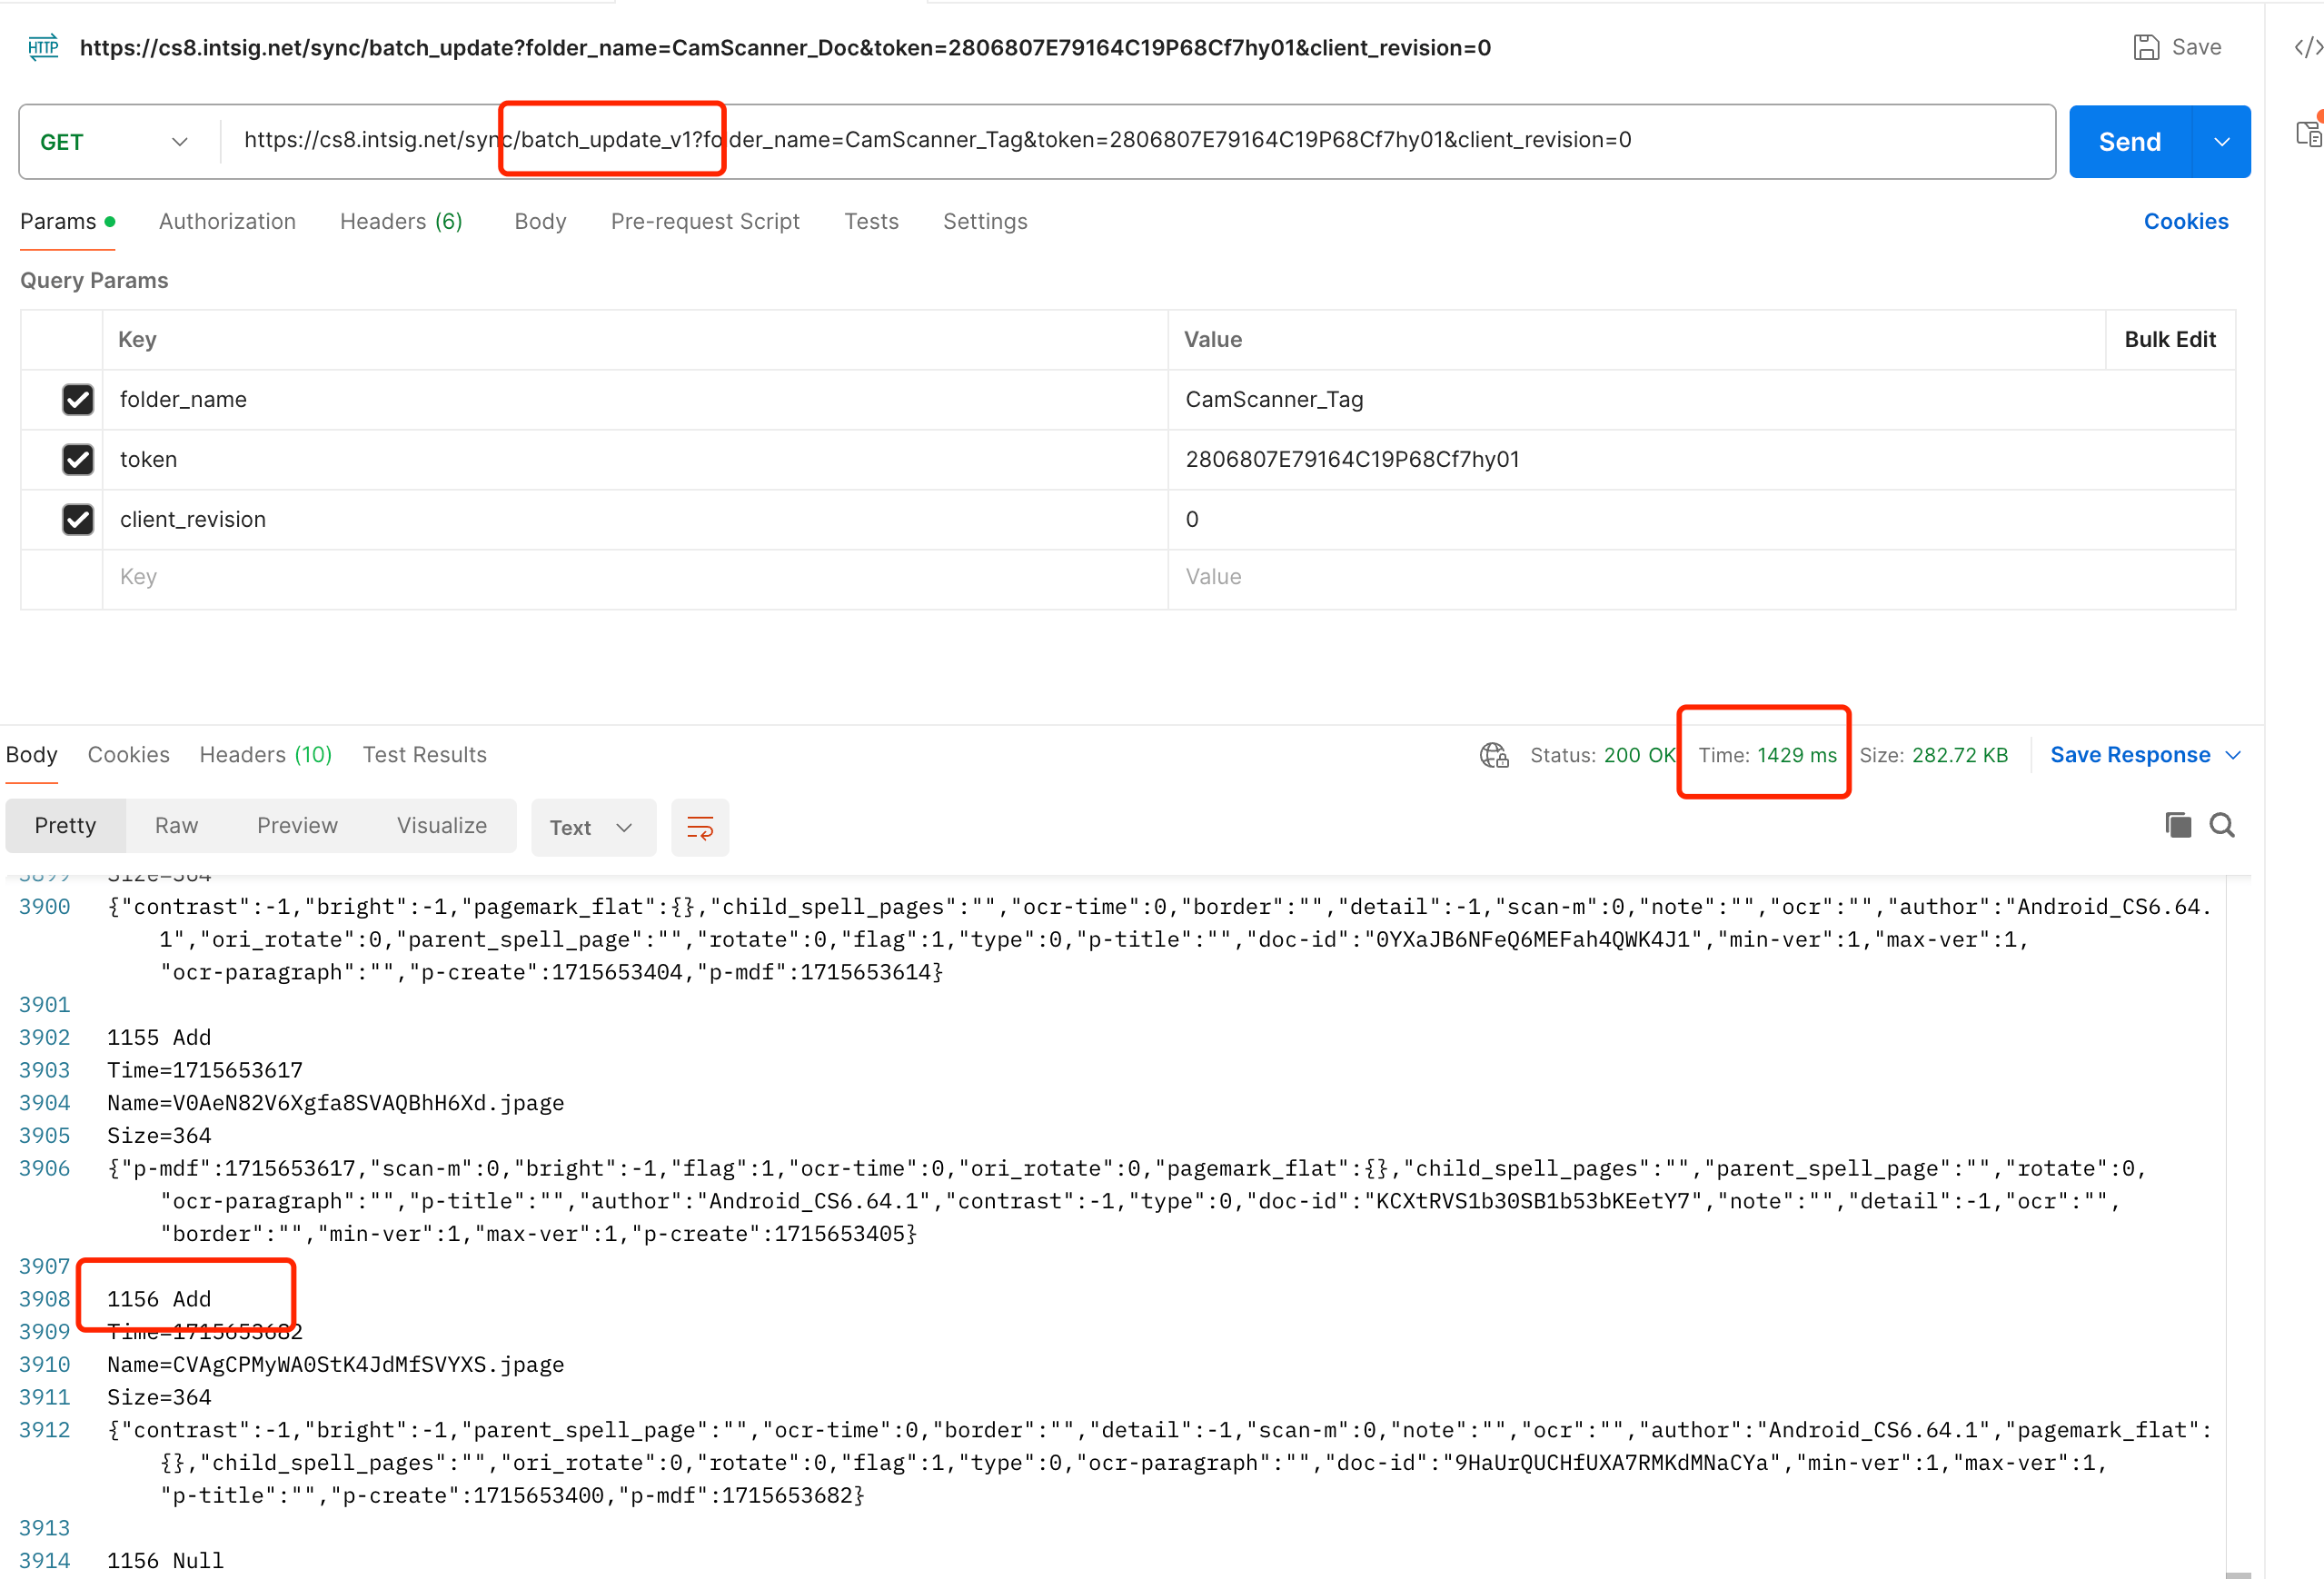 HTTP https://cs8.intsig.net/sync/batch_update?folder_name=CamScanner_Doc&token=2806807E79164C19P68Cf7hy01&client_revision=0 Save </>
GET https://cs8.intsig.net/sync/batch_update_v1?folder_name=CamScanner_Tag&token=2806807E79164C19P68Cf7hy01&client_revision=0 Send
Params Authorization Headers (6) Body Pre-request Script Tests Settings Cookies
Query Params
Key Value Bulk Edit
folder_name CamScanner_Tag
token 2806807E79164C19P68Cf7hy01
client_revision 0
Key Value
Body Cookies Headers (10) Test Results Status: 200 OK Time: 1429 ms Size: 282.72 KB Save Response
Pretty Raw Preview Visualize Text
3899 Size=364
3900 {"contrast":-1,"bright":-1,"pagemark_flat":{},"child_spell_pages":"","ocr-time":0,"border":"","detail":-1,"scan-m":0,"note":"","ocr":"","author":"Android_CS6.64.
1","ori_rotate":0,"parent_spell_page":"","rotate":0,"flag":1,"type":0,"p-title":"","doc-id":"0YXaJB6NFeQ6MEFah4QWK4J1","min-ver":1,"max-ver":1,
"ocr-paragraph":"","p-create":1715653404,"p-mdf":1715653614}
3901
3902 1155 Add
3903 Time=1715653617
3904 Name=V0AeN82V6Xgfa8SVAQBhH6Xd.jpage
3905 Size=364
3906 {"p-mdf":1715653617,"scan-m":0,"bright":-1,"flag":1,"ocr-time":0,"ori_rotate":0,"pagemark_flat":{},"child_spell_pages":"","parent_spell_page":"","rotate":0,
"ocr-paragraph":"","p-title":"","author":"Android_CS6.64.1","contrast":-1,"type":0,"doc-id":"KCXtRVS1b30SB1b53bKEetY7","note":"","detail":-1,"ocr":"",
"border":"","min-ver":1,"max-ver":1,"p-create":1715653405}
3907
3908 1156 Add
3909 Time=1715653682
3910 Name=CVAgCPMyWA0StK4JdMfSVYXS.jpage
3911 Size=364
3912 {"contrast":-1,"bright":-1,"parent_spell_page":"","ocr-time":0,"border":"","detail":-1,"scan-m":0,"note":"","ocr":"","author":"Android_CS6.64.1","pagemark_flat":
{},"child_spell_pages":"","ori_rotate":0,"rotate":0,"flag":1,"type":0,"ocr-paragraph":"","doc-id":"9HaUrQUCHfUXA7RMKdMNaCYa","min-ver":1,"max-ver":1,
"p-title":"","p-create":1715653400,"p-mdf":1715653682}
3913
3914 1156 Null